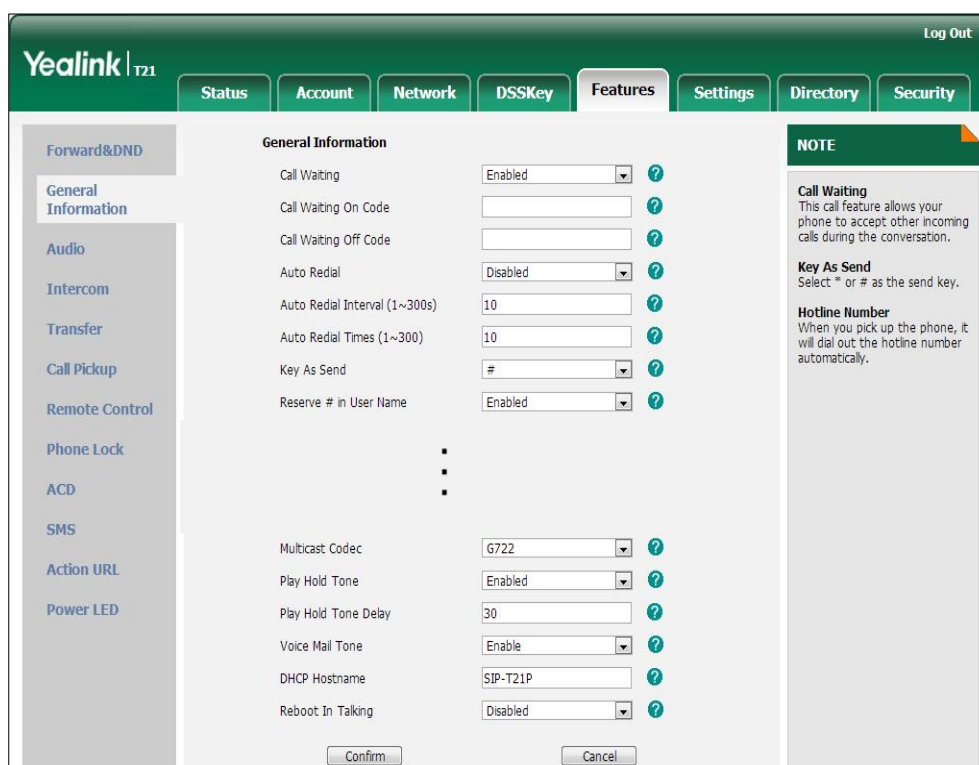 Log Out
Yealink T21
Status Account Network DSSKey Features Settings Directory Security
Forward&DND
General
Information
Audio
Intercom
Transfer
Call Pickup
Remote Control
Phone Lock
ACD
SMS
Action URL
Power LED
General Information
Call Waiting Enabled ?
Call Waiting On Code ?
Call Waiting Off Code ?
Auto Redial Disabled ?
Auto Redial Interval (1~300s) 10 ?
Auto Redial Times (1~300) 10 ?
Key As Send # ?
Reserve # in User Name Enabled ?
Multicast Codec G722 ?
Play Hold Tone Enabled ?
Play Hold Tone Delay 30 ?
Voice Mail Tone Enable ?
DHCP Hostname SIP-T21P ?
Reboot In Talking Disabled ?
Confirm Cancel
NOTE
Call Waiting
This call feature allows your
phone to accept other incoming
calls during the conversation.
Key As Send
Select * or # as the send key.
Hotline Number
When you pick up the phone, it
will dial out the hotline number
automatically.